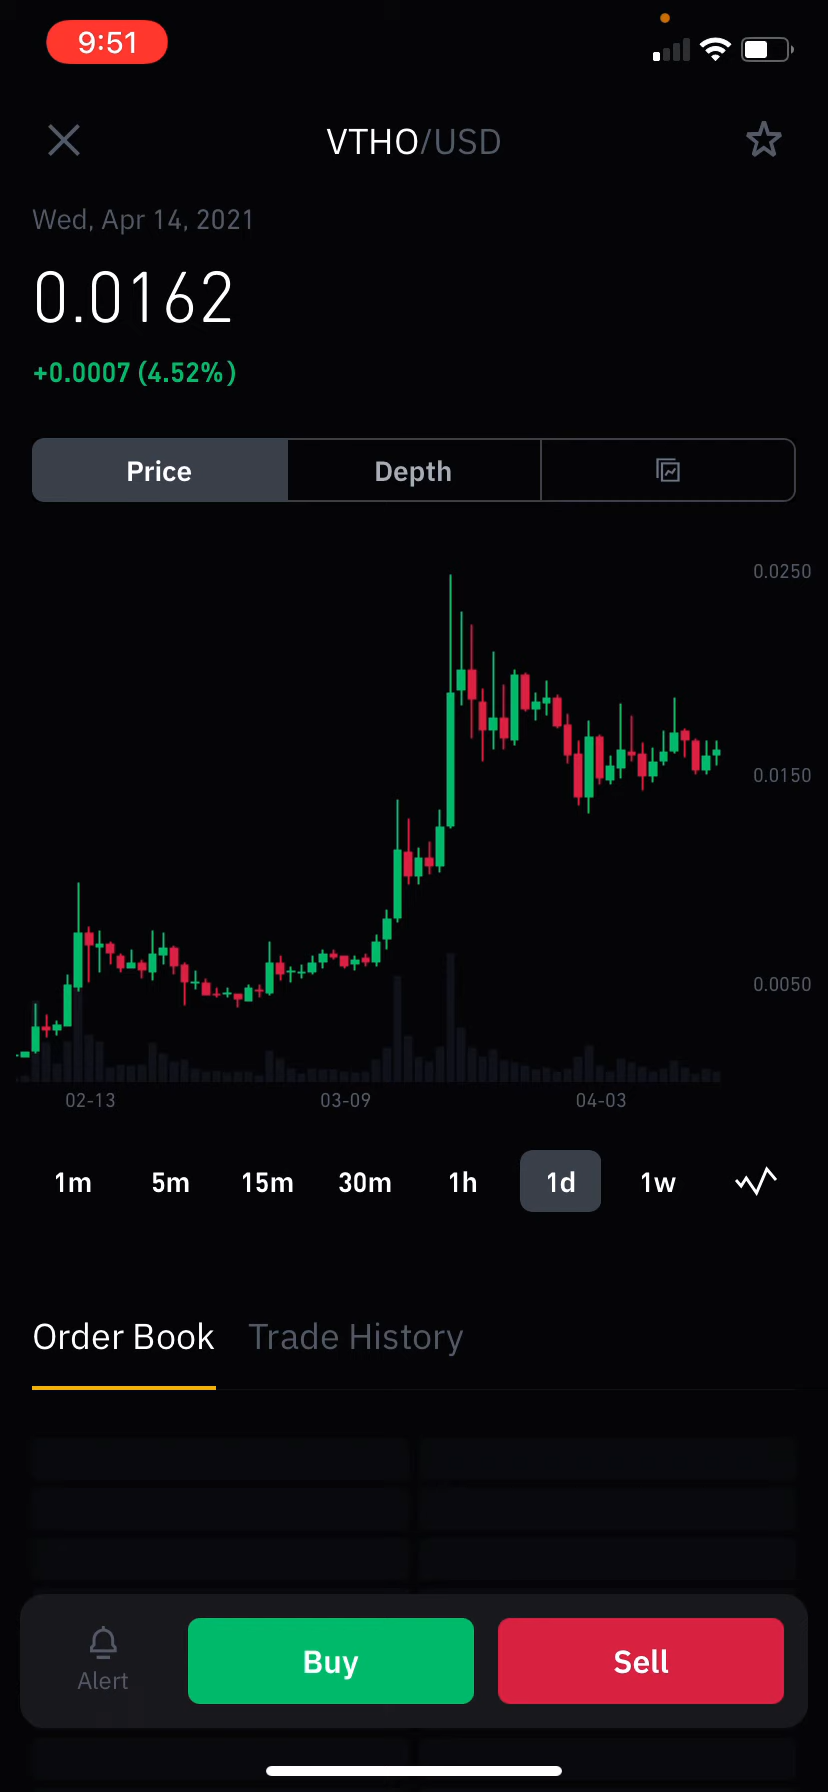 9:51
VTHO/USD
Wed, Apr 14, 2021
0.0162
+0.0007 (4.52%)
Price Depth
0.0250
0.0150
0.0050
02-13 03-09 04-03
1m 5m 15m 30m 1h 1d 1w
Order Book Trade History
Alert Buy Sell